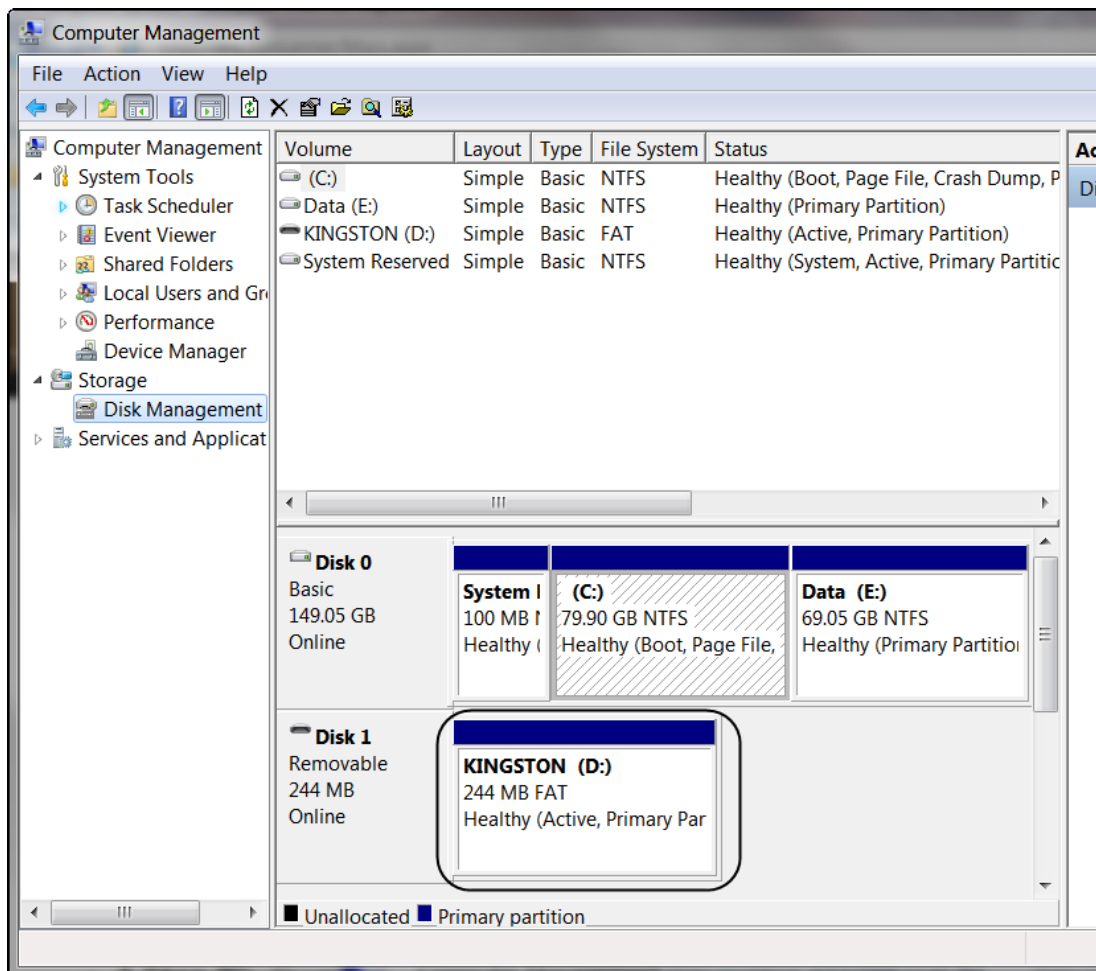 Computer Management
File Action View Help
Computer Management
System Tools
Task Scheduler
Event Viewer
Shared Folders
Local Users and Gr
Performance
Device Manager
Storage
Disk Management
Services and Applicat
Volume Layout Type File System Status
(C:) Simple Basic NTFS Healthy (Boot, Page File, Crash Dump, P
Data (E:) Simple Basic NTFS Healthy (Primary Partition)
KINGSTON (D:) Simple Basic FAT Healthy (Active, Primary Partition)
System Reserved Simple Basic NTFS Healthy (System, Active, Primary Partitic
Ac
Di
Disk 0
Basic
149.05 GB
Online
System
100 MB
Healthy (
(C:)
79.90 GB NTFS
Healthy (Boot, Page File,
Data (E:)
69.05 GB NTFS
Healthy (Primary Partition
Disk 1
Removable
244 MB
Online
KINGSTON (D:)
244 MB FAT
Healthy (Active, Primary Par
Unallocated Primary partition